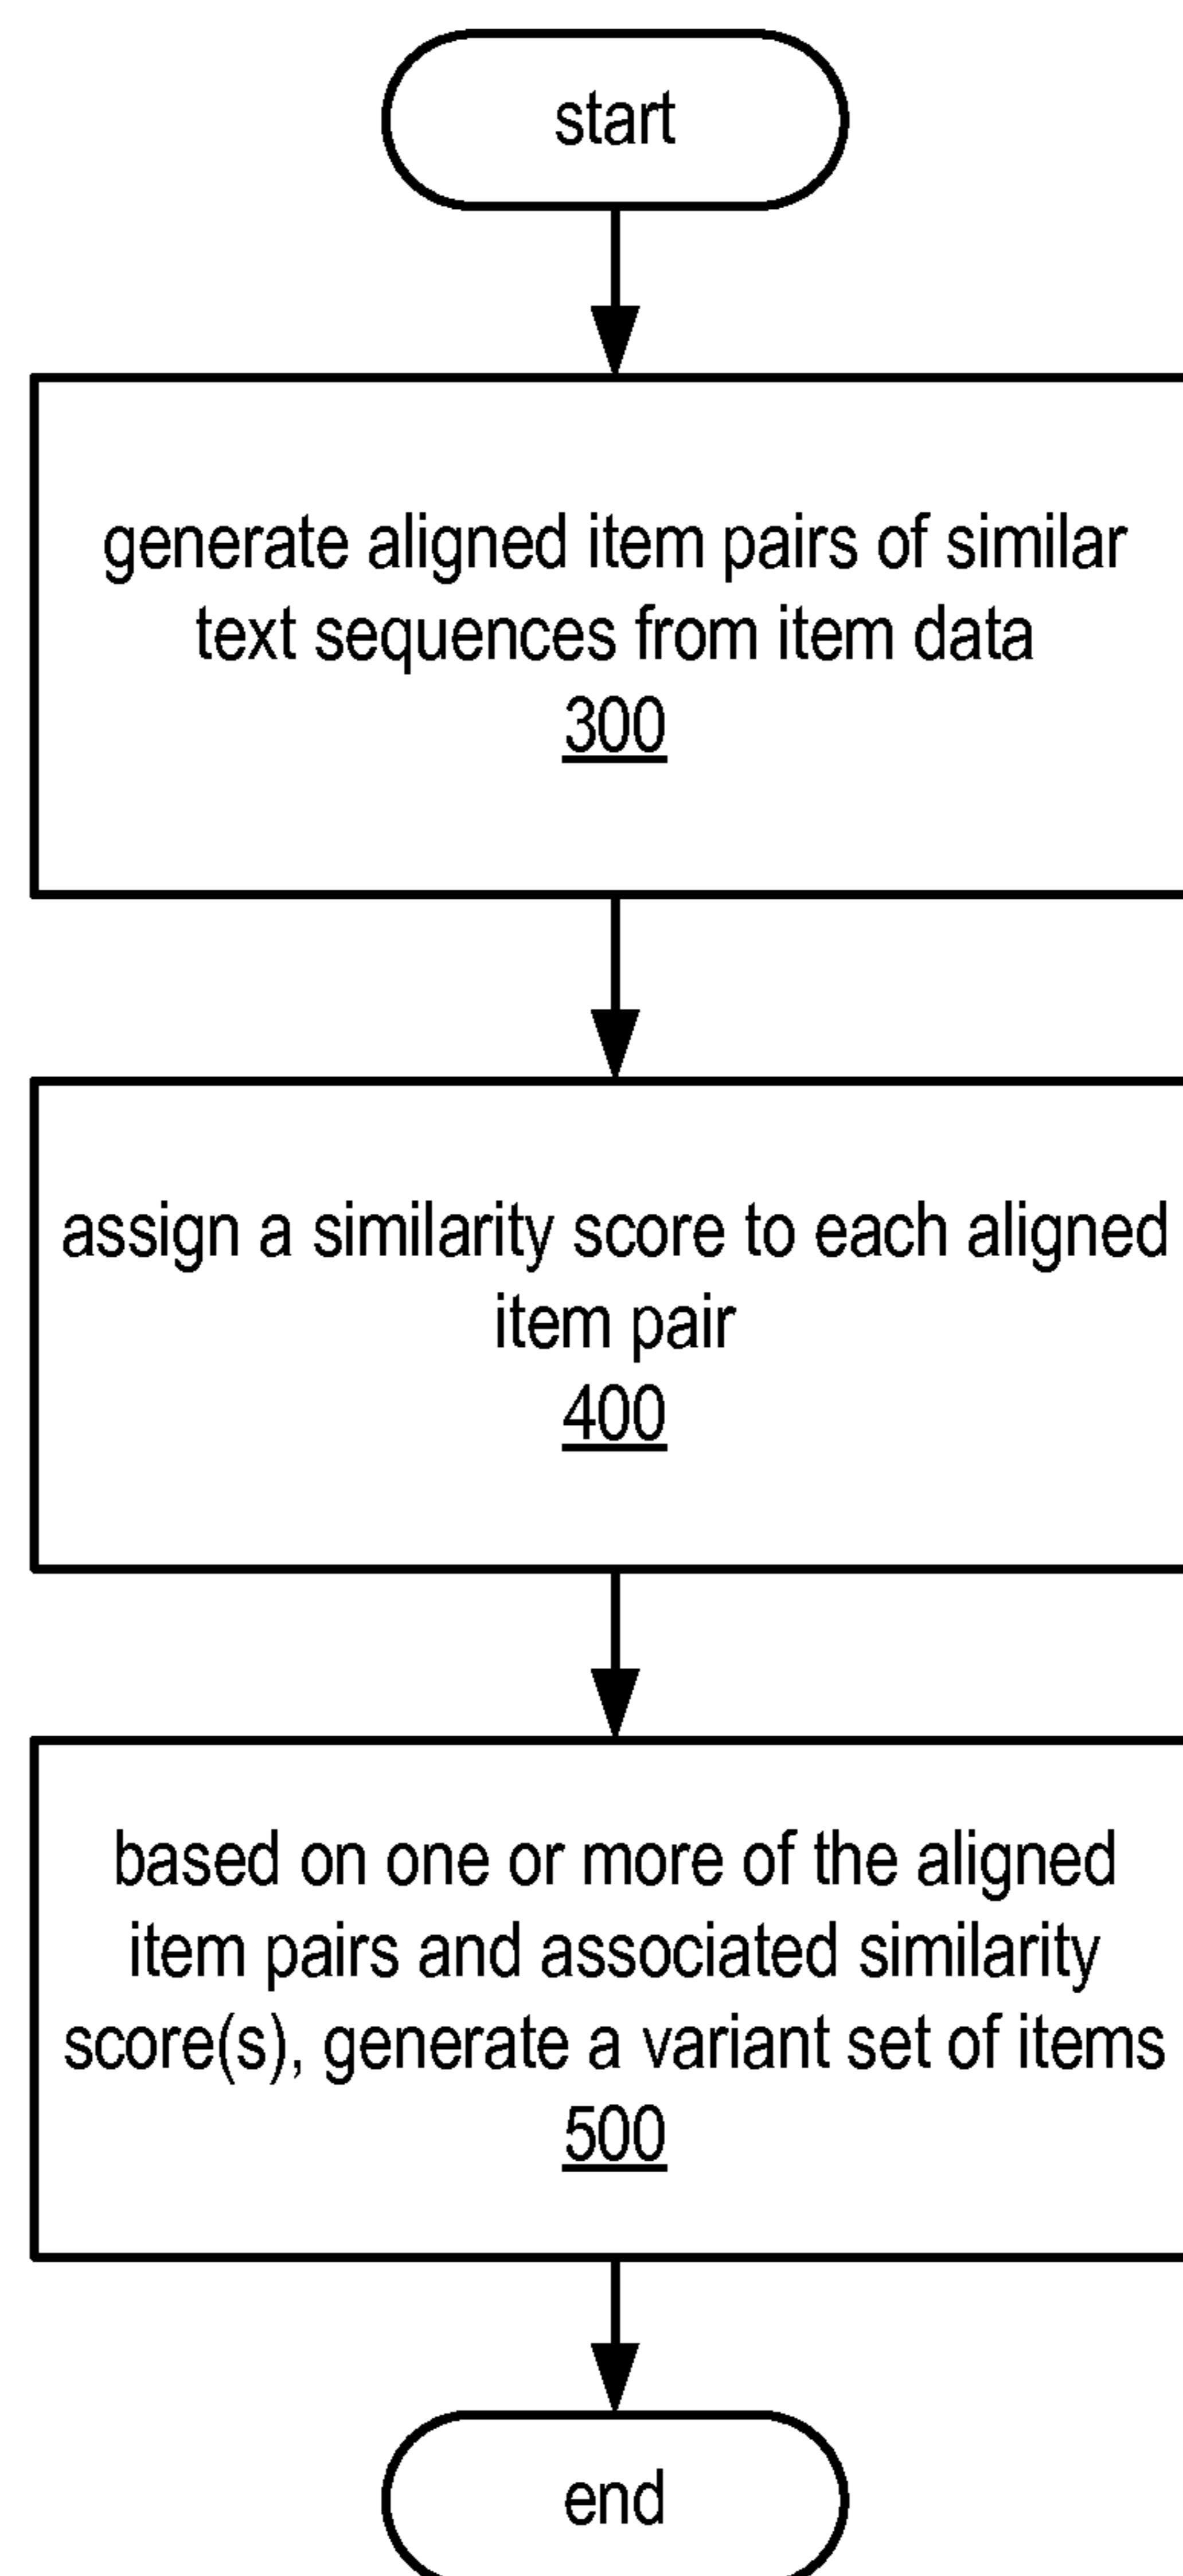 start
generate aligned item pairs of similar
text sequences from item data
300
assign a similarity score to each aligned
item pair
400
based on one or more of the aligned
item pairs and associated similarity
score(s), generate a variant set of items
500
end